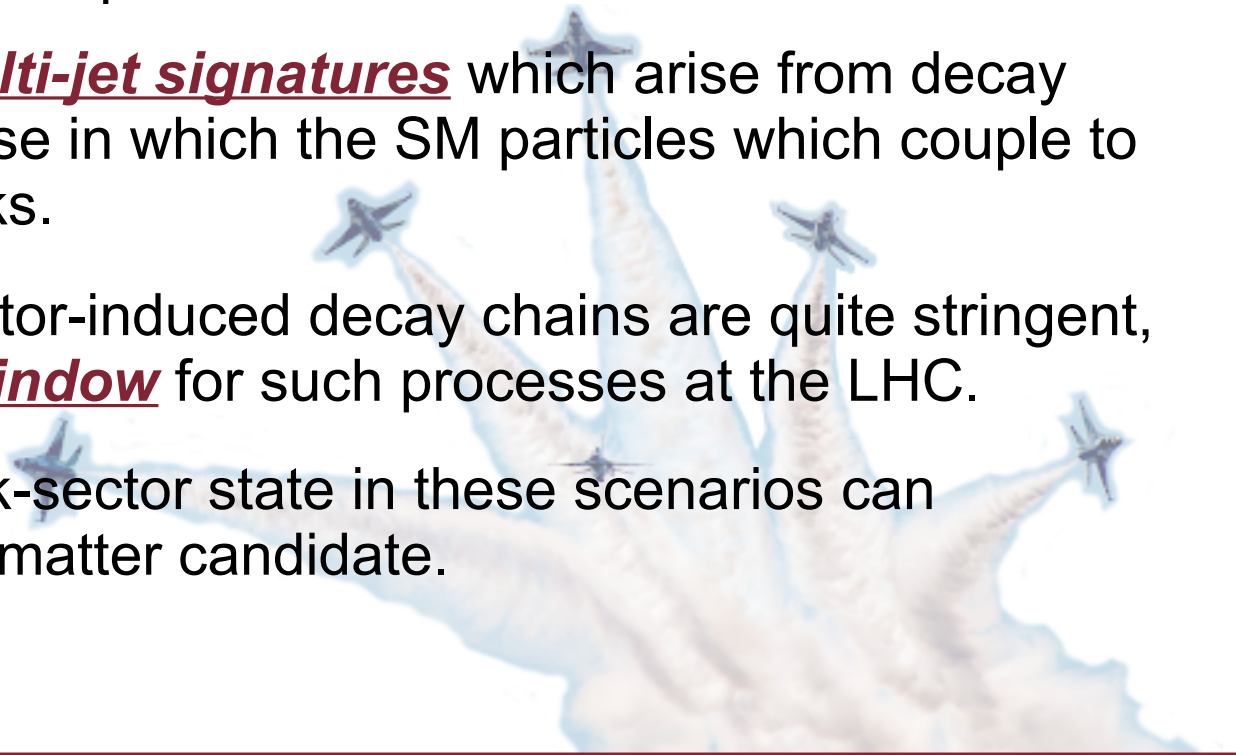 lti-jet signatures which arise from decay
se in which the SM particles which couple to
ks.
tor-induced decay chains are quite stringent,
indow for such processes at the LHC.
k-sector state in these scenarios can
matter candidate.